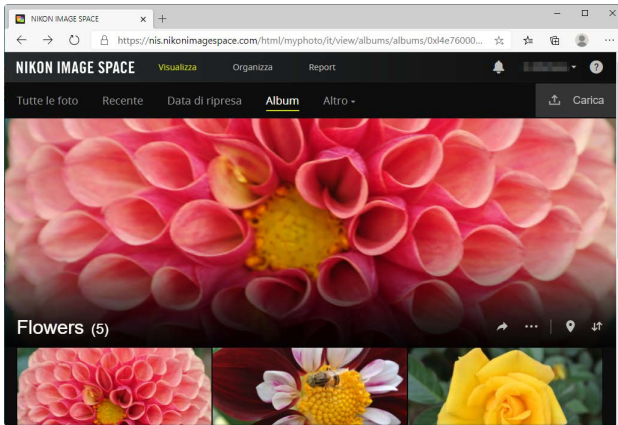 NIKON IMAGE SPACE
https://nis.nikonimagespace.com/html/myphoto/it/view/albums/albums/0xl4e76000...
NIKON IMAGE SPACE Visualizza Organizza Report
Tutte le foto Recente Data di ripresa Album Altro Carica
Flowers (5)